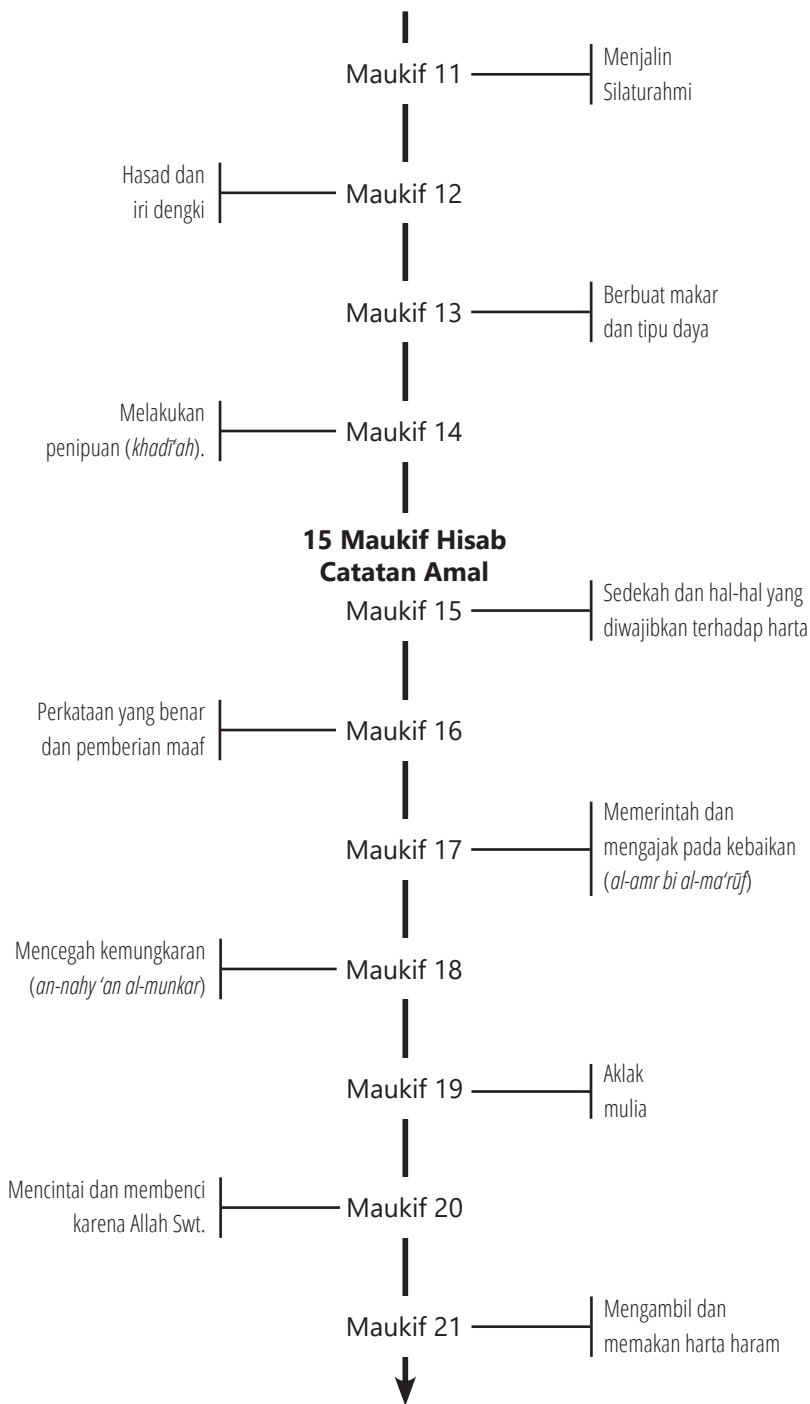 Maukif 11
Menjalin
Silaturahmi
Hasad dan
iri dengki
Maukif 12
Maukif 13
Berbuat makar
dan tipu daya
Melakukan
penipuan (khadī‘ah).
Maukif 14
15 Maukif Hisab
Catatan Amal
Maukif 15
Sedekah dan hal-hal yang
diwajibkan terhadap harta
Perkataan yang benar
dan pemberian maaf
Maukif 16
Maukif 17
Memerintah dan
mengajak pada kebaikan
(al-amr bi al-ma‘rūf)
Mencegah kemungkaran
(an-nahy ‘an al-munkar)
Maukif 18
Maukif 19
Aklak
mulia
Mencintai dan membenci
karena Allah Swt.
Maukif 20
Maukif 21
Mengambil dan
memakan harta haram